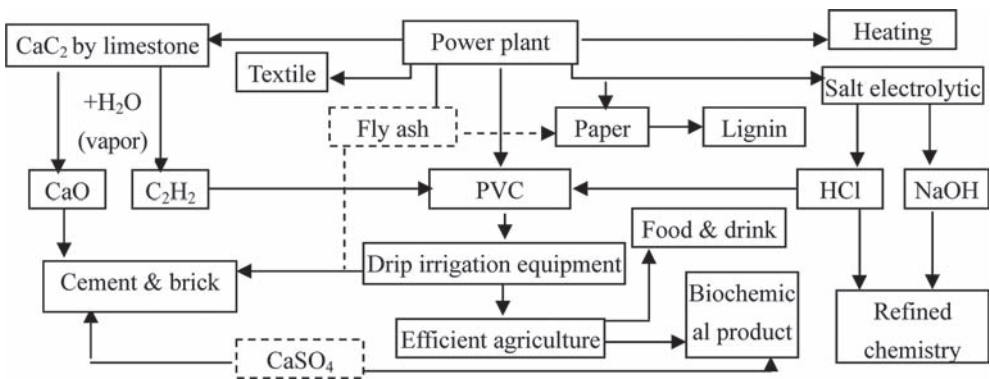 CaC₂ by limestone
Power plant
Heating
Textile
Salt electrolytic
+H₂O
(vapor)
Fly ash
Paper
Lignin
CaO
C₂H₂
PVC
HCl
NaOH
Food & drink
Drip irrigation equipment
Cement & brick
Biochemic
al product
Refined
chemistry
Efficient agriculture
CaSO₄